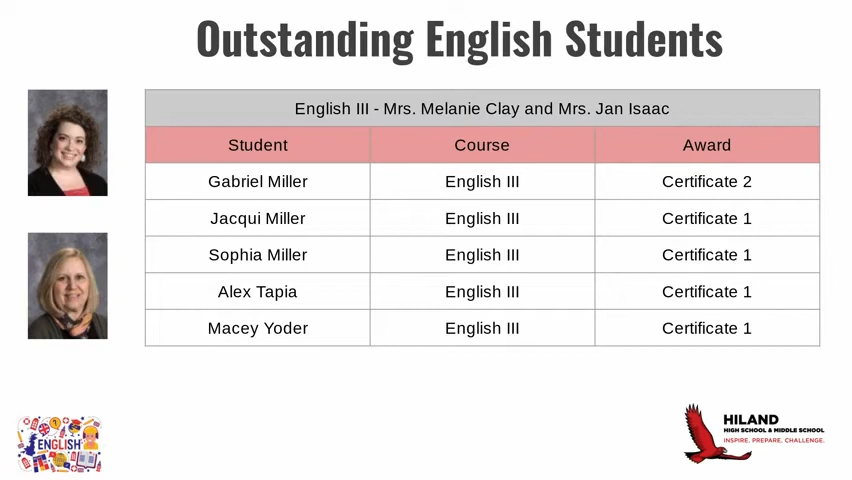 Outstanding English Students
English III - Mrs. Melanie Clay and Mrs. Jan Isaac
Student Course Award
Gabriel Miller English III Certificate 2
Jacqui Miller English III Certificate 1
Sophia Miller English III Certificate 1
Alex Tapia English III Certificate 1
Macey Yoder English III Certificate 1
ENGLISH
HILAND
HIGH SCHOOL & MIDDLE SCHOOL
INSPIRE. PREPARE. CHALLENGE.